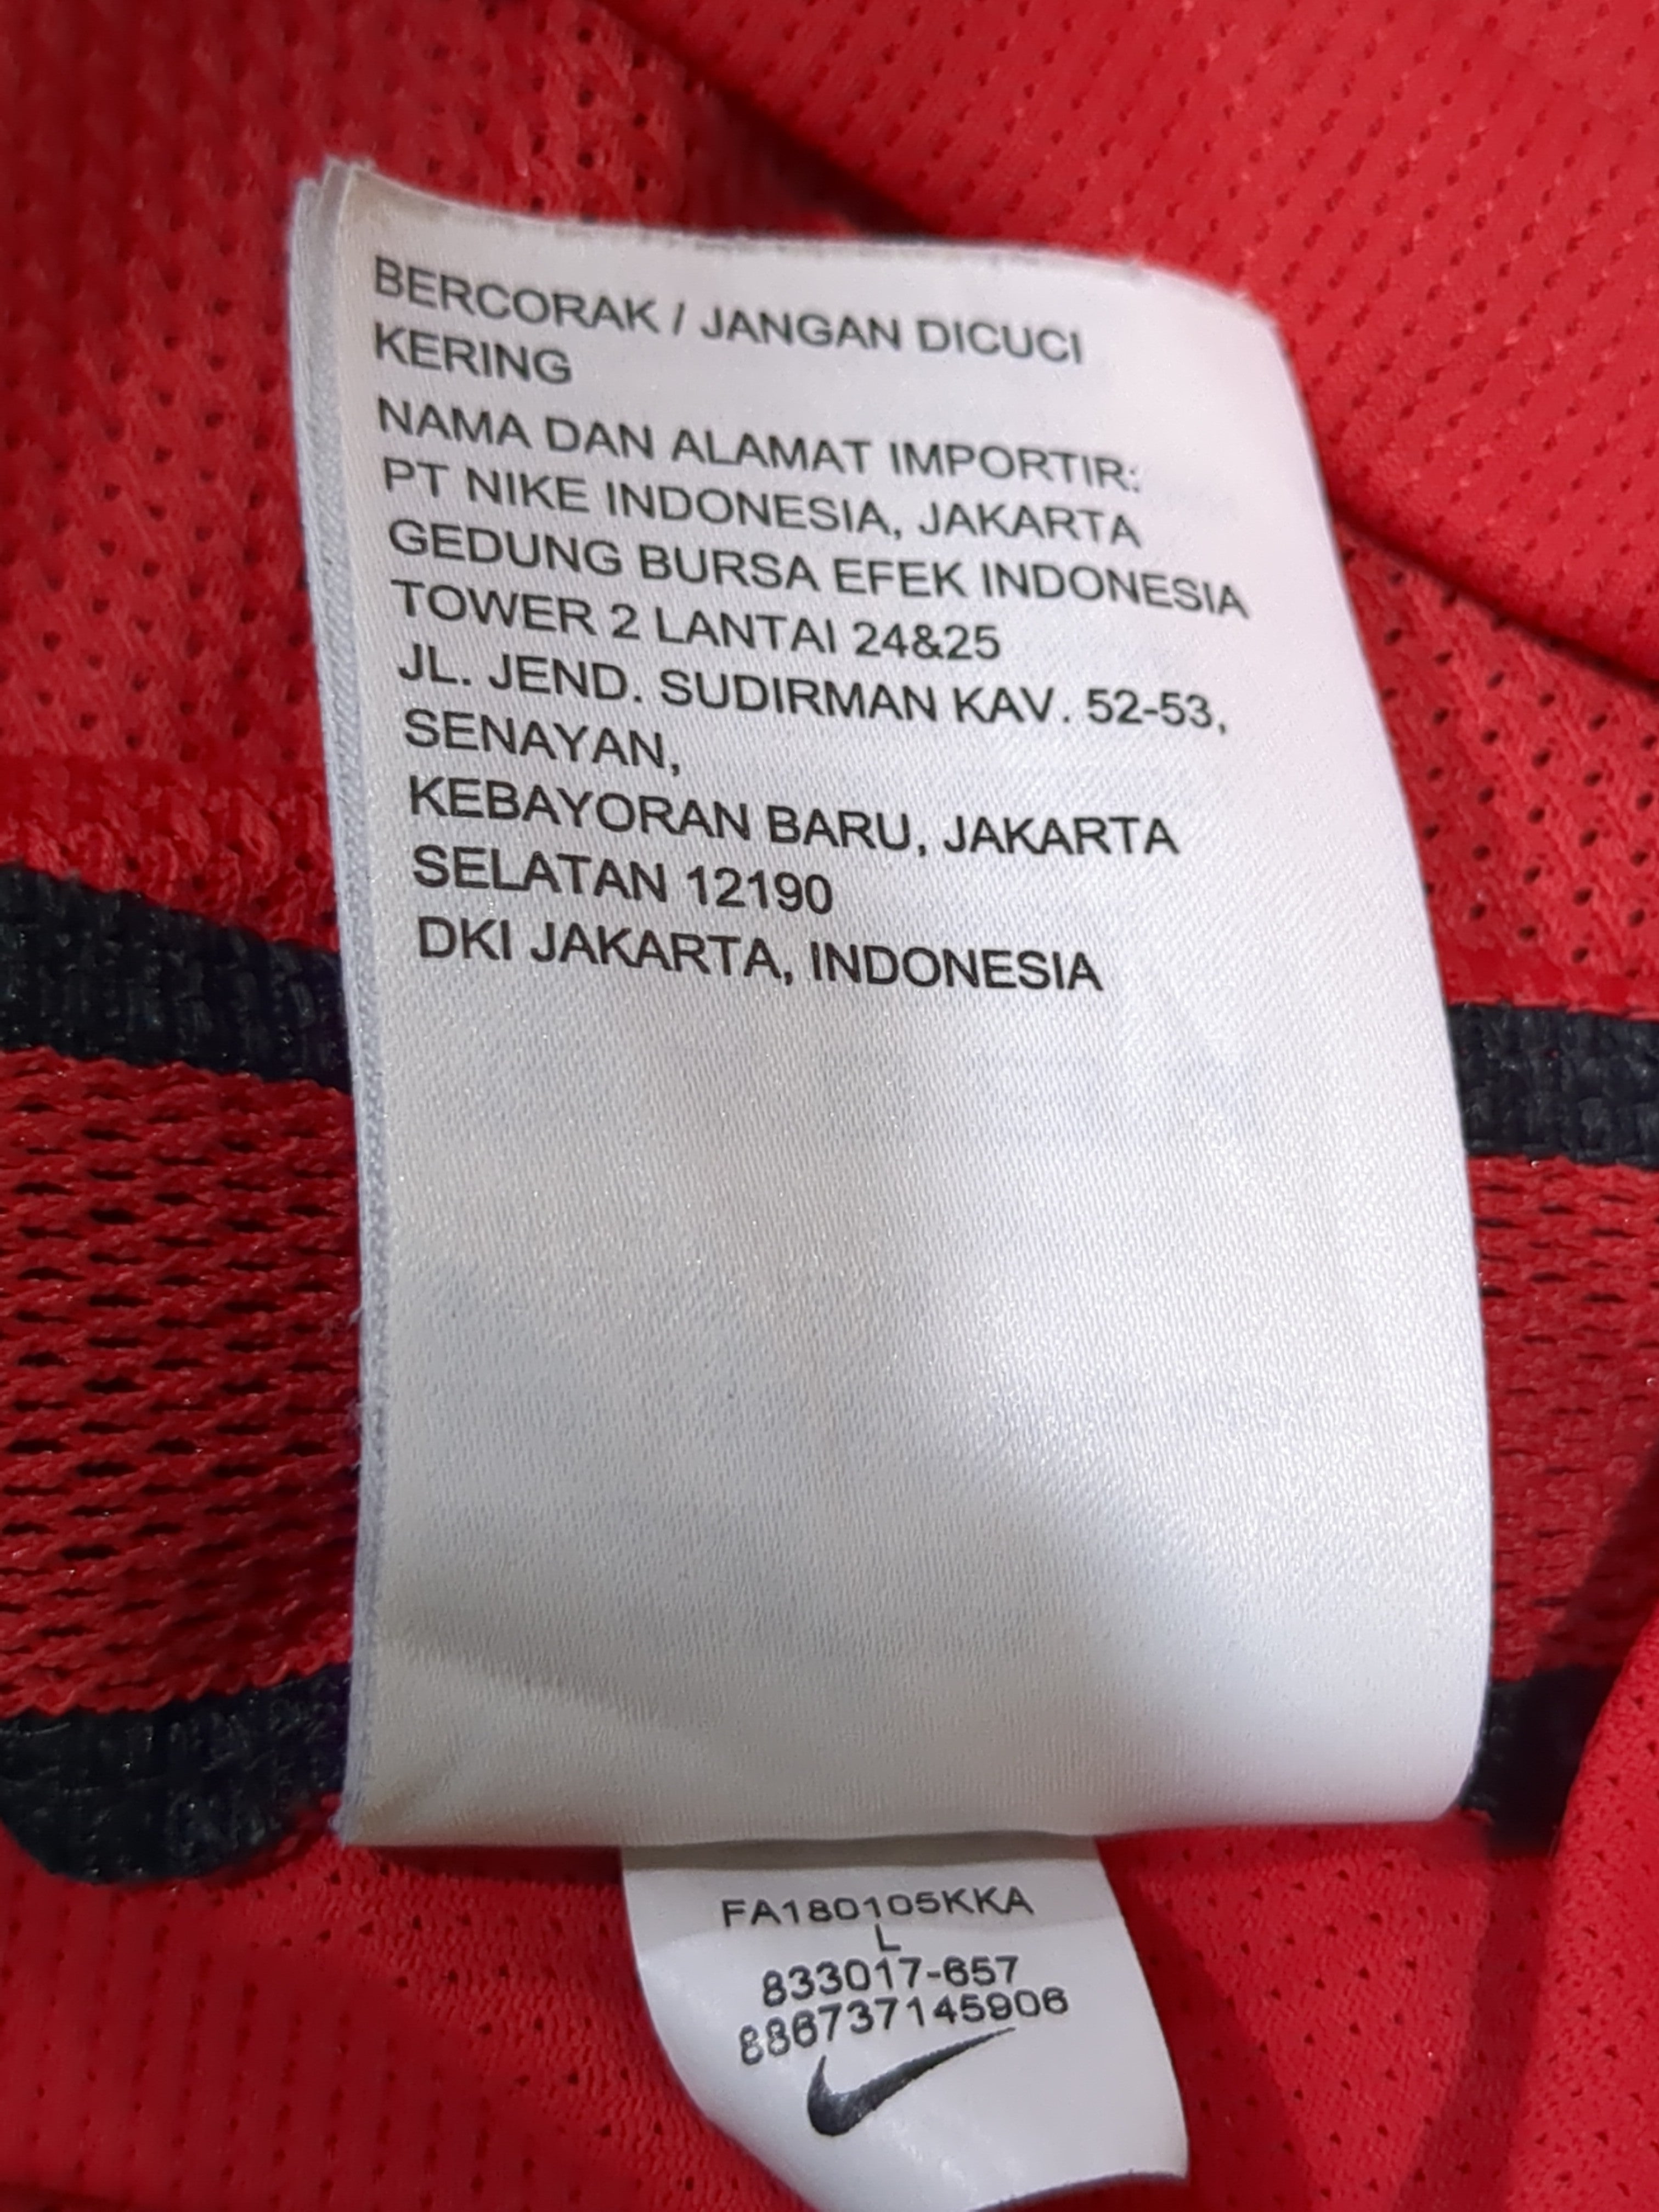 BERCORAK / JANGAN DICUCI
KERING
NAMA DAN ALAMAT IMPORTIR:
PT NIKE INDONESIA, JAKARTA
GEDUNG BURSA EFEK INDONESIA
TOWER 2 LANTAI 24&25
JL. JEND. SUDIRMAN KAV. 52-53,
SENAYAN,
KEBAYORAN BARU, JAKARTA
SELATAN 12190
DKI JAKARTA, INDONESIA
FA180105KKA
L
833017-657
886737145906